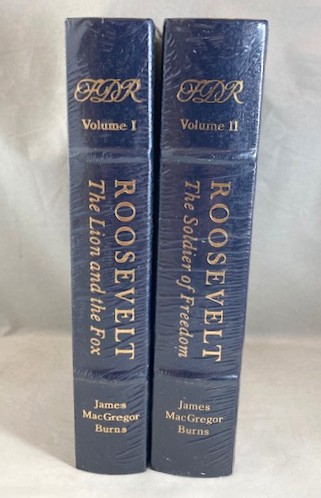 FDR
Volume I
ROOSEVELT
The Lion and the Fox
James
MacGregor
Burns
FDR
Volume II
ROOSEVELT
The Soldier of Freedom
James
MacGregor
Burns